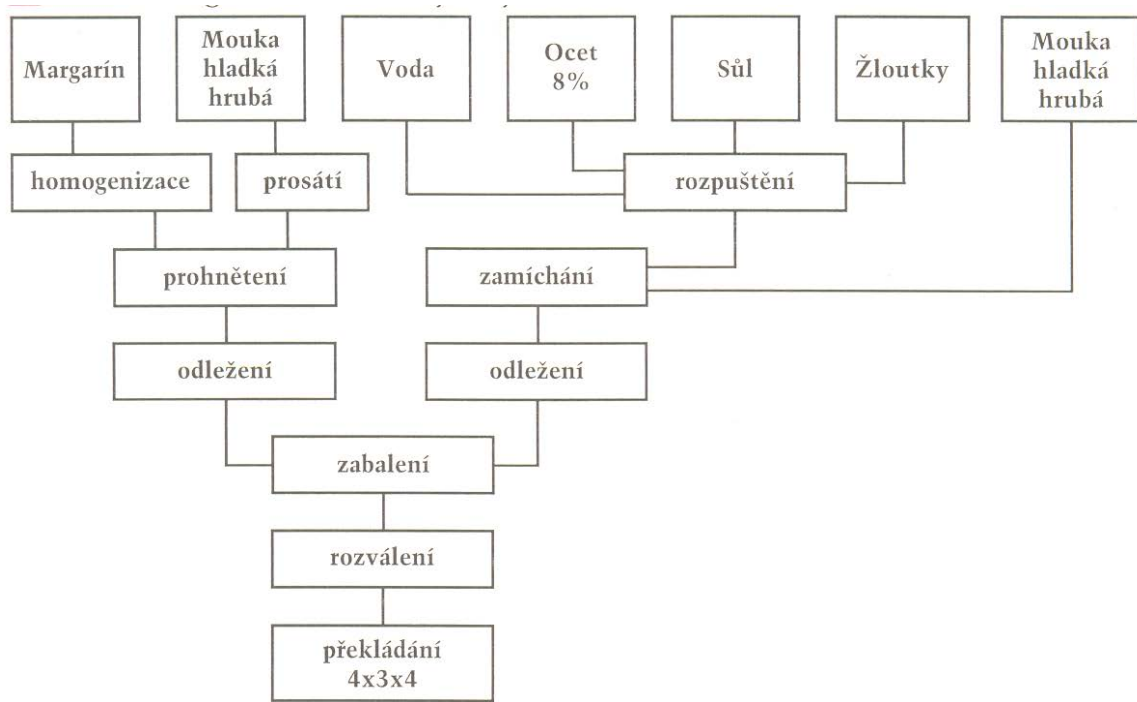 Margarín
Mouka
hladká
hrubá
Voda
Ocet
8%
Sůl
Žloutky
Mouka
hladká
hrubá
homogenizace
prosátí
rozpuštění
prohnětení
zamíchání
odležení
odležení
zabalení
rozválení
překládání
4x3x4